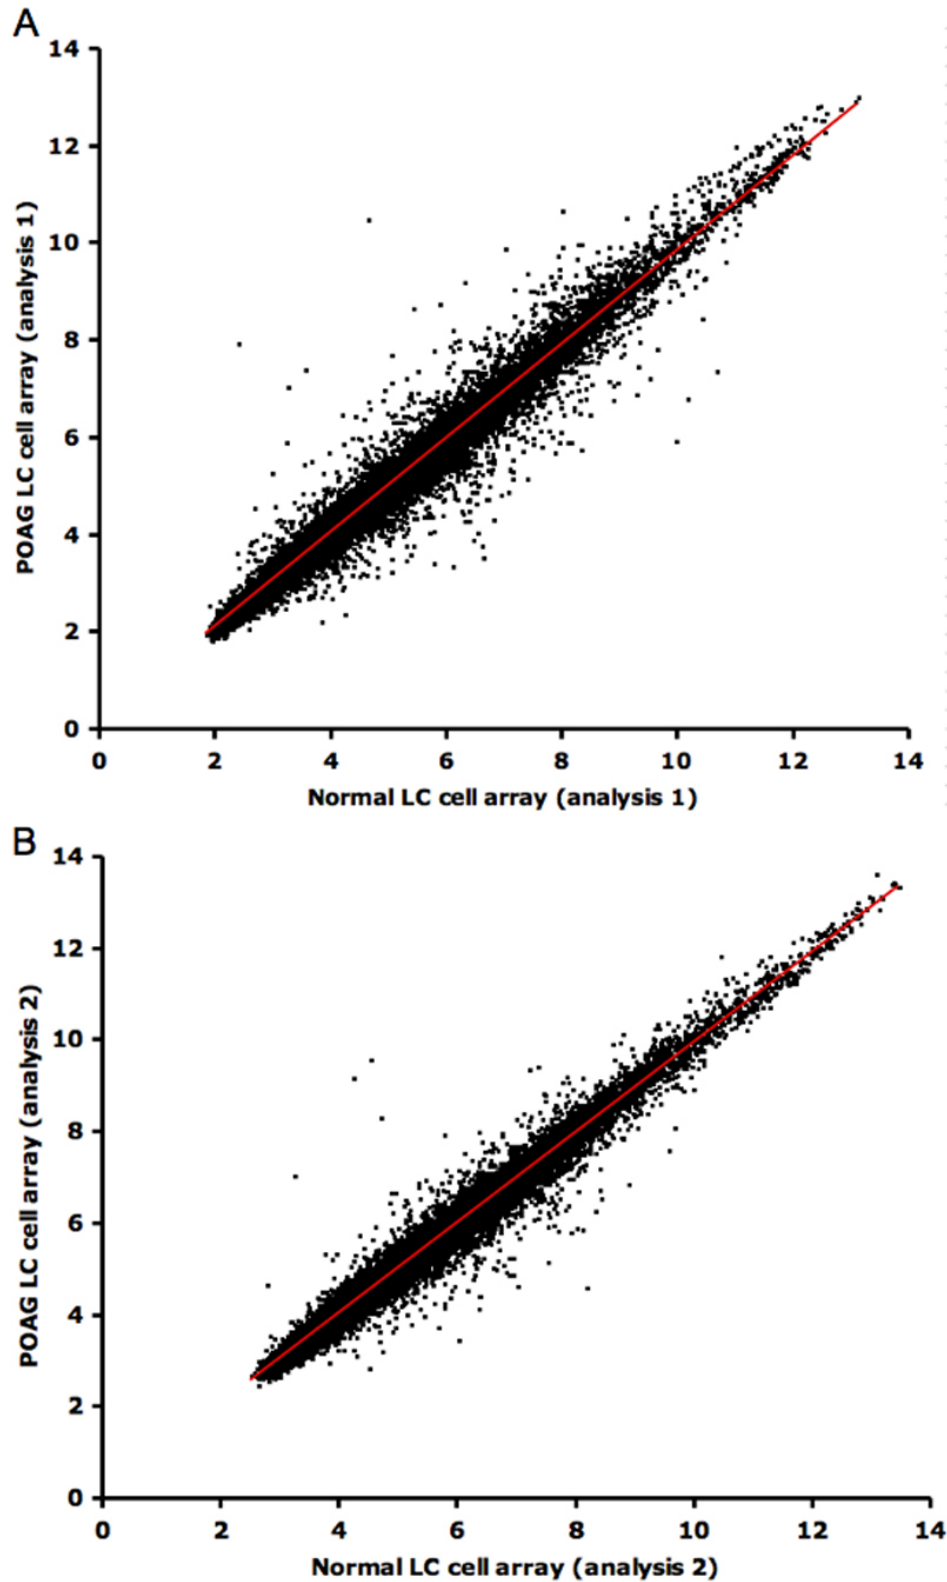 A
14
12
10
8
6
4
2
0
POAG LC cell array (analysis 1)
0 2 4 6 8 10 12 14
Normal LC cell array (analysis 1)
B
14
12
10
8
6
4
2
0
POAG LC cell array (analysis 2)
0 2 4 6 8 10 12 14
Normal LC cell array (analysis 2)